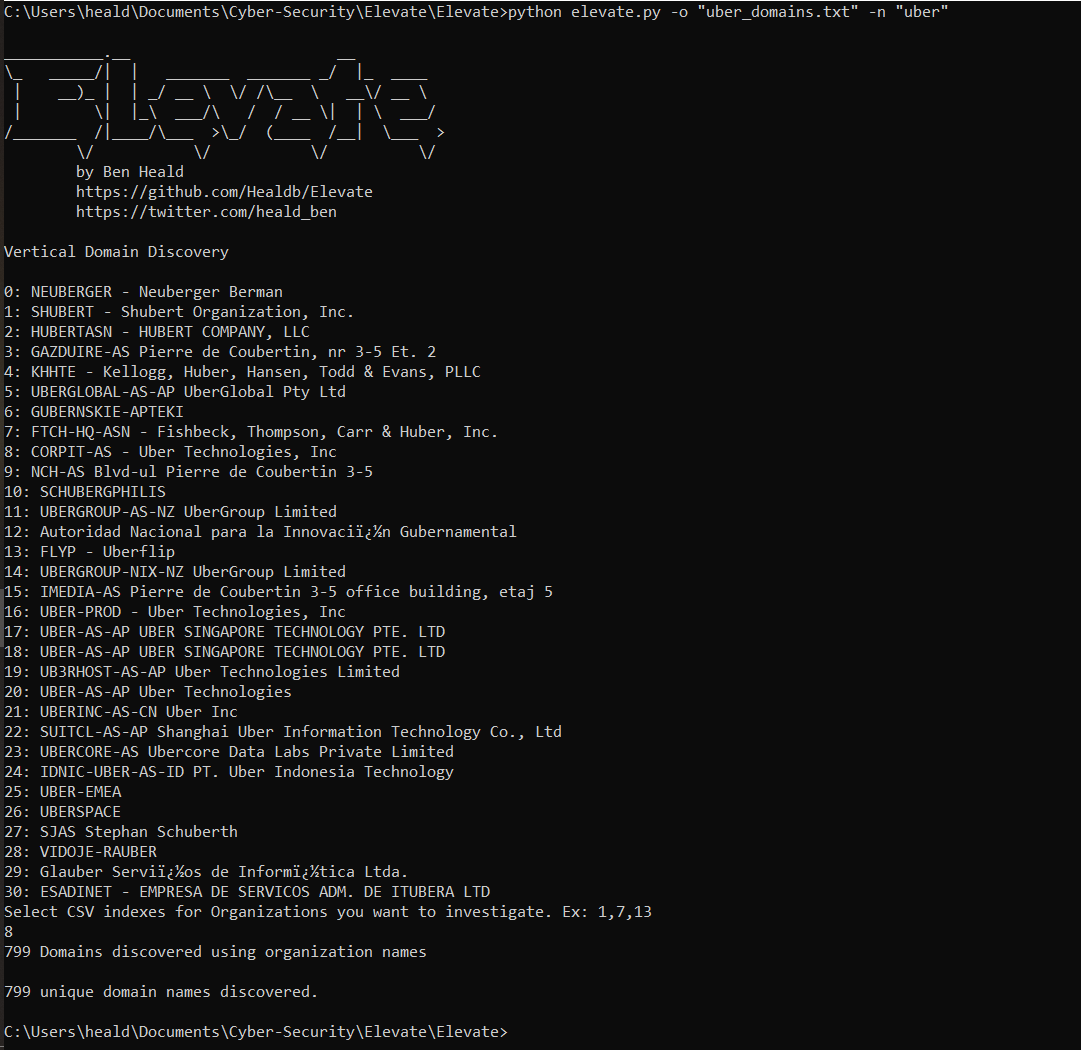 C:\Users\heald\Documents\Cyber-Security\Elevate\Elevate>python elevate.py -o "uber_domains.txt" -n "uber"
Elevate
by Ben Heald
https://github.com/Healdb/Elevate
https://twitter.com/heald_ben
Vertical Domain Discovery
0: NEUBERGER - Neuberger Berman
1: SHUBERT - Shubert Organization, Inc.
2: HUBERTASN - HUBERT COMPANY, LLC
3: GAZDUIRE-AS Pierre de Coubertin, nr 3-5 Et. 2
4: KHHTE - Kellogg, Huber, Hansen, Todd & Evans, PLLC
5: UBERGLOBAL-AS-AP UberGlobal Pty Ltd
6: GUBERNSKIE-APTEKI
7: FTCH-HQ-ASN - Fishbeck, Thompson, Carr & Huber, Inc.
8: CORPIT-AS - Uber Technologies, Inc
9: NCH-AS Blvd-ul Pierre de Coubertin 3-5
10: SCHUBERGPHILIS
11: UBERGROUP-AS-NZ UberGroup Limited
12: Autoridad Nacional para la Innovaciï¿½n Gubernamental
13: FLYP - Uberflip
14: UBERGROUP-NIX-NZ UberGroup Limited
15: IMEDIA-AS Pierre de Coubertin 3-5 office building, etaj 5
16: UBER-PROD - Uber Technologies, Inc
17: UBER-AS-AP UBER SINGAPORE TECHNOLOGY PTE. LTD
18: UBER-AS-AP UBER SINGAPORE TECHNOLOGY PTE. LTD
19: UB3RHOST-AS-AP Uber Technologies Limited
20: UBER-AS-AP Uber Technologies
21: UBERINC-AS-CN Uber Inc
22: SUITCL-AS-AP Shanghai Uber Information Technology Co., Ltd
23: UBERCORE-AS Ubercore Data Labs Private Limited
24: IDNIC-UBER-AS-ID PT. Uber Indonesia Technology
25: UBER-EMEA
26: UBERSPACE
27: SJAS Stephan Schuberth
28: VIDOJE-RAUBER
29: Glauber Serviï¿½os de Informï¿½tica Ltda.
30: ESADINET - EMPRESA DE SERVICOS ADM. DE ITUBERA LTD
Select CSV indexes for Organizations you want to investigate. Ex: 1,7,13
8
799 Domains discovered using organization names
799 unique domain names discovered.
C:\Users\heald\Documents\Cyber-Security\Elevate\Elevate>